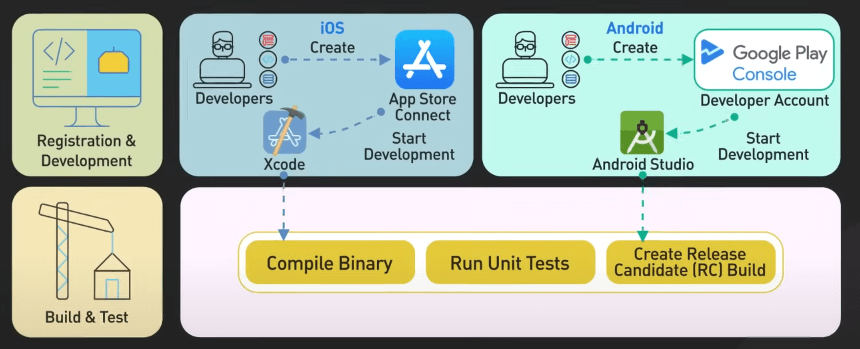 Registration &
Development
iOS
Create
Developers
App Store
Connect
Start
Development
Xcode
Android
Create
Developers
Google Play
Console
Developer Account
Start
Development
Android Studio
Build & Test
Compile Binary
Run Unit Tests
Create Release
Candidate (RC) Build